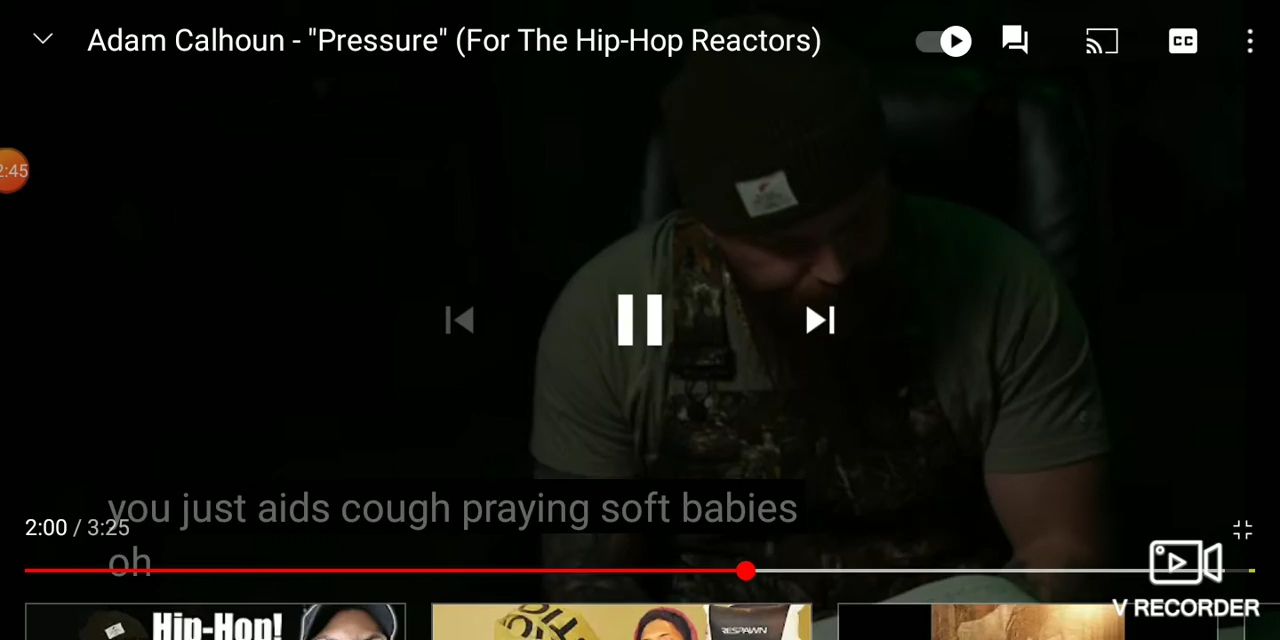 Adam Calhoun - "Pressure" (For The Hip-Hop Reactors)
CC
2:45
you just aids cough praying soft babies
2:00 / 3:25
oh
V RECORDER
Hip-Hop!
RESPAWN